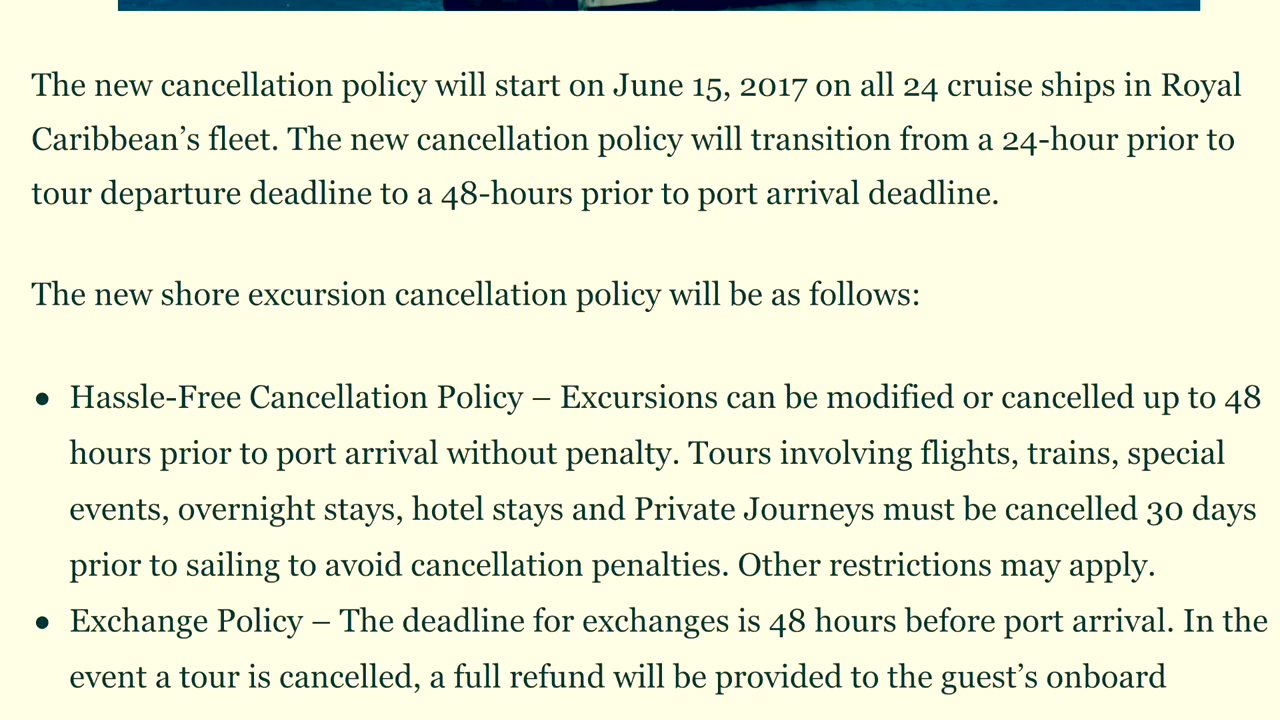 The new cancellation policy will start on June 15, 2017 on all 24 cruise ships in Royal
Caribbean’s fleet. The new cancellation policy will transition from a 24-hour prior to
tour departure deadline to a 48-hours prior to port arrival deadline.
The new shore excursion cancellation policy will be as follows:
● Hassle-Free Cancellation Policy – Excursions can be modified or cancelled up to 48
hours prior to port arrival without penalty. Tours involving flights, trains, special
events, overnight stays, hotel stays and Private Journeys must be cancelled 30 days
prior to sailing to avoid cancellation penalties. Other restrictions may apply.
● Exchange Policy – The deadline for exchanges is 48 hours before port arrival. In the
event a tour is cancelled, a full refund will be provided to the guest’s onboard